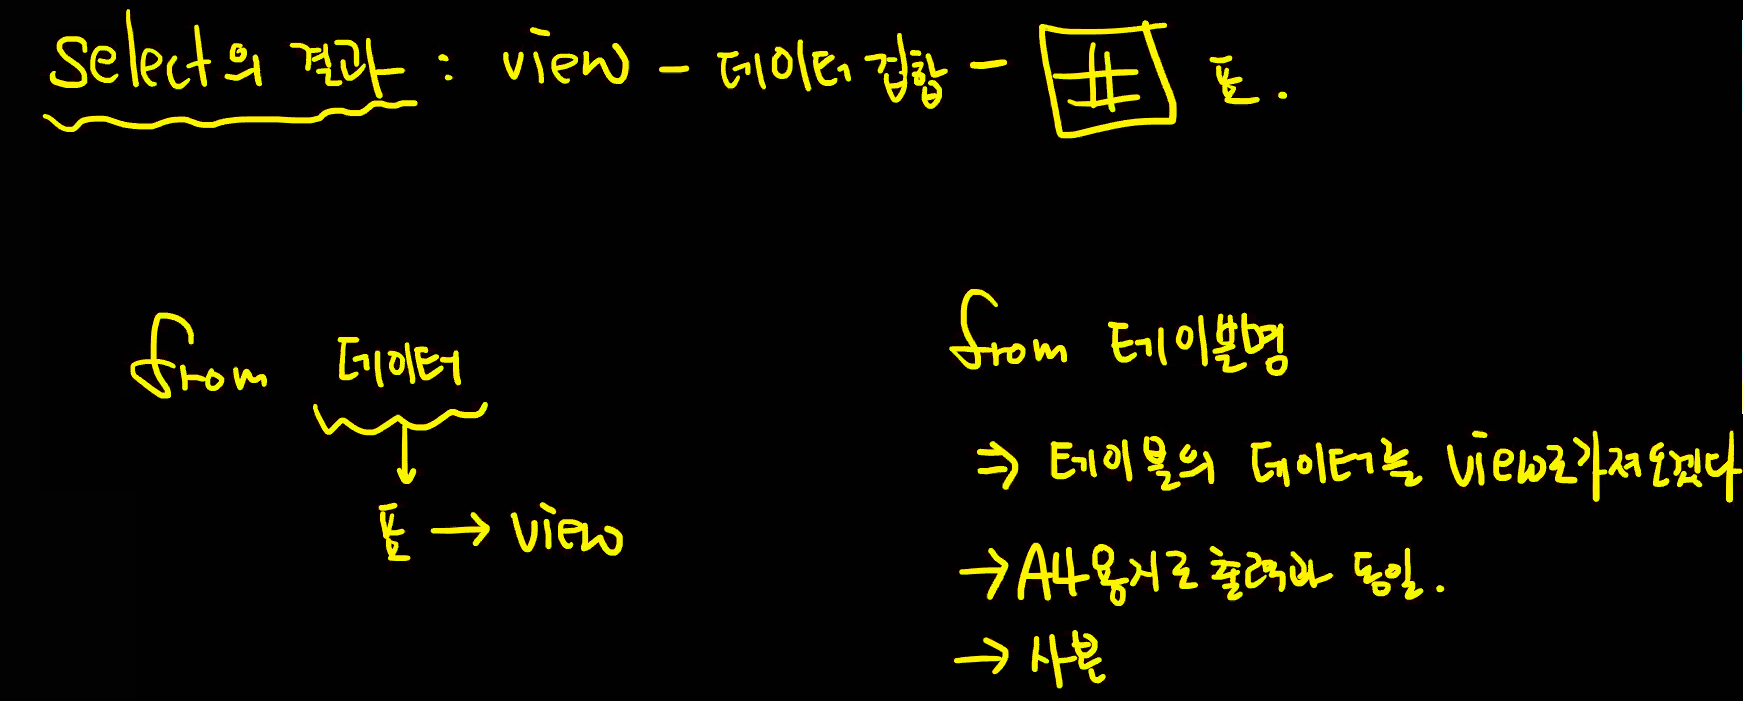 Select의 결과 : view - 데이터 집합 - 표.
from 데이터
표 → view
from 테이블명
⇒ 테이블의 데이터를 view로 가져오겠다
→ A4용지로 출력과 동일.
→ 사본